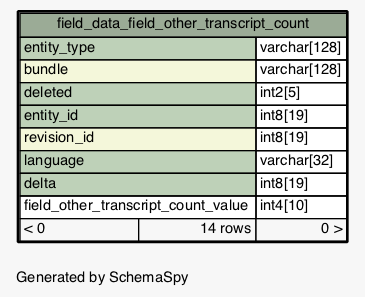 field_data_field_other_transcript_count
entity_type varchar[128]
bundle varchar[128]
deleted int2[5]
entity_id int8[19]
revision_id int8[19]
language varchar[32]
delta int8[19]
field_other_transcript_count_value int4[10]
< 0 14 rows 0 >
Generated by SchemaSpy